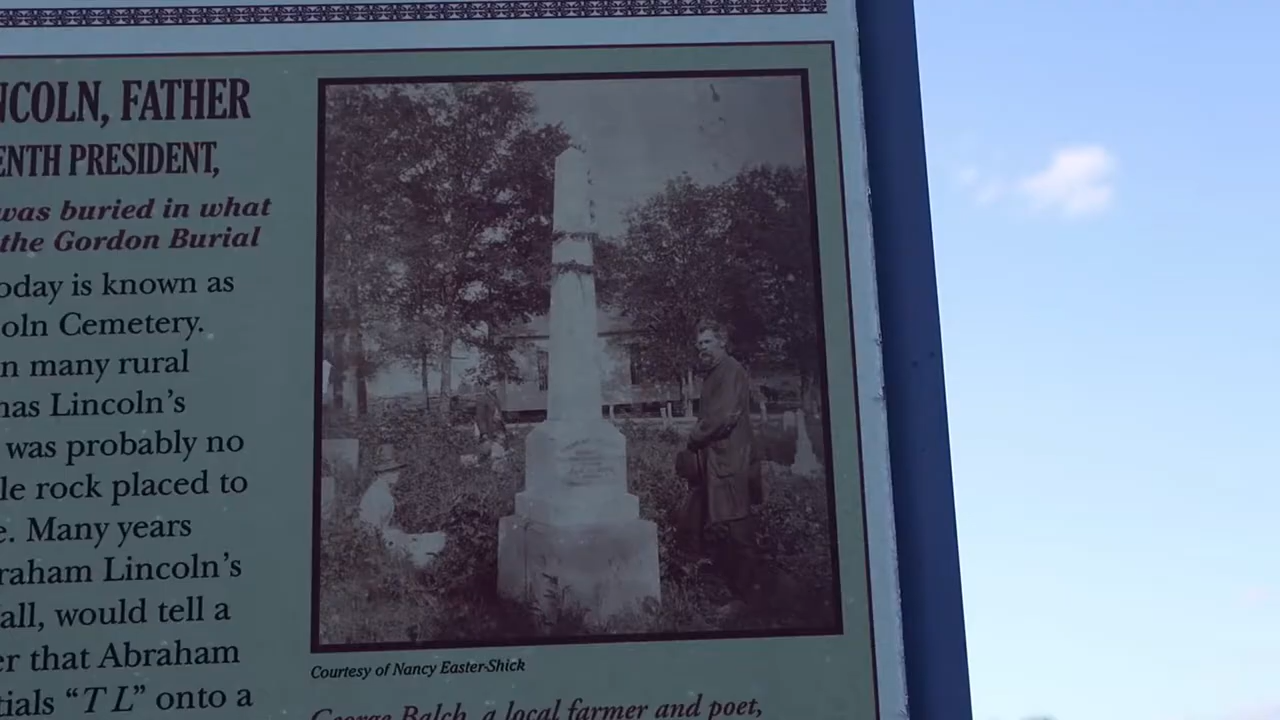 NCOLN, FATHER
ENTH PRESIDENT,
was buried in what
the Gordon Burial
oday is known as
oln Cemetery.
n many rural
nas Lincoln's
was probably no
le rock placed to
e. Many years
raham Lincoln's
all, would tell a
er that Abraham
tials “T L” onto a
Courtesy of Nancy Easter-Shick
George Balch, a local farmer and poet,